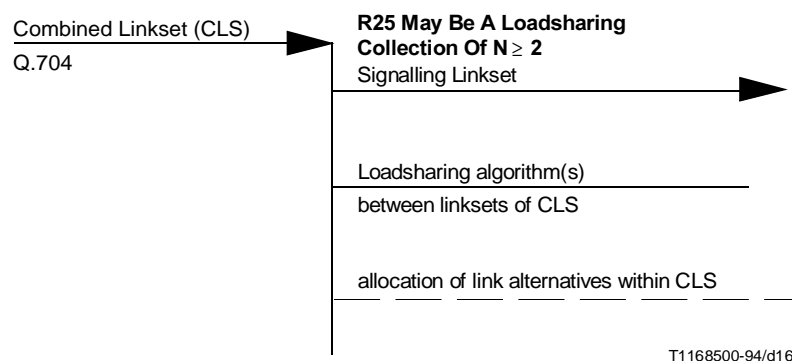 Combined Linkset (CLS)
Q.704
R25 May Be A Loadsharing
Collection Of N ≥ 2
Signalling Linkset
Loadsharing algorithm(s)
between linksets of CLS
allocation of link alternatives within CLS
T1168500-94/d16